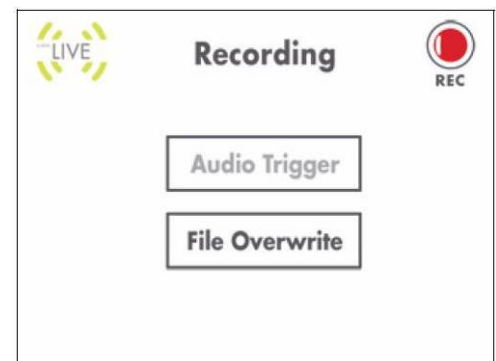 LIVE
Recording
REC
Audio Trigger
File Overwrite